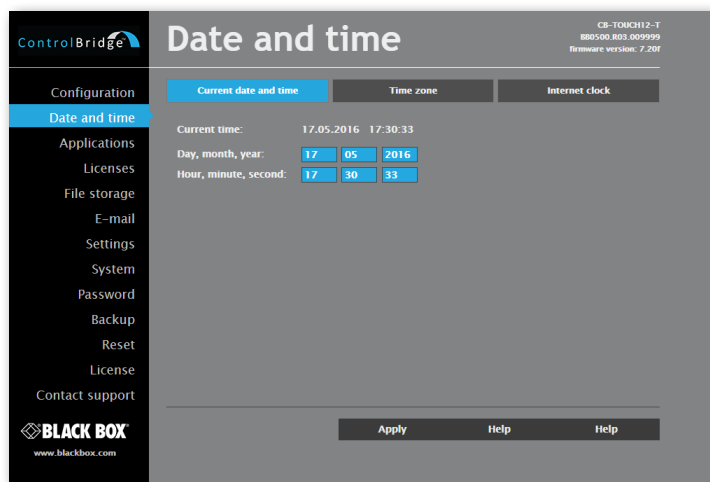 ControlBridge™
Date and time
CB-TOUCH12-T
B80500.R03.009999
firmware version: 7.20f
Configuration
Date and time
Applications
Licenses
File storage
E-mail
Settings
System
Password
Backup
Reset
License
Contact support
Current date and time
Time zone
Internet clock
Current time: 17.05.2016 17:30:33
Day, month, year: 17 05 2016
Hour, minute, second: 17 30 33
BLACK BOX®
www.blackbox.com
Apply
Help
Help